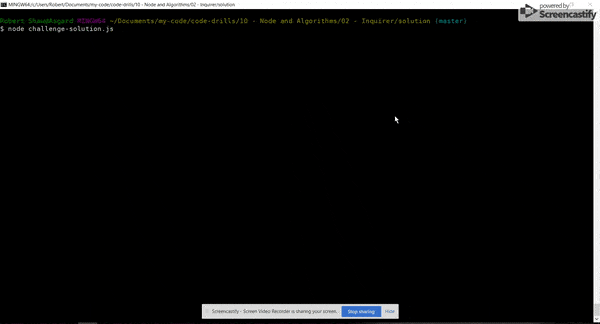 MINGW64:/c/Users/Robert/Documents/my-code/code-drills/10 - Node and Algorithms/02 - Inquirer/solution
powered by
Screencastify
Robert Shaw@Asgard MINGW64 ~/Documents/my-code/code-drills/10 - Node and Algorithms/02 - Inquirer/solution (master)
$ node challenge-solution.js
Screencastify - Screen Video Recorder is sharing your screen. Stop sharing Hide